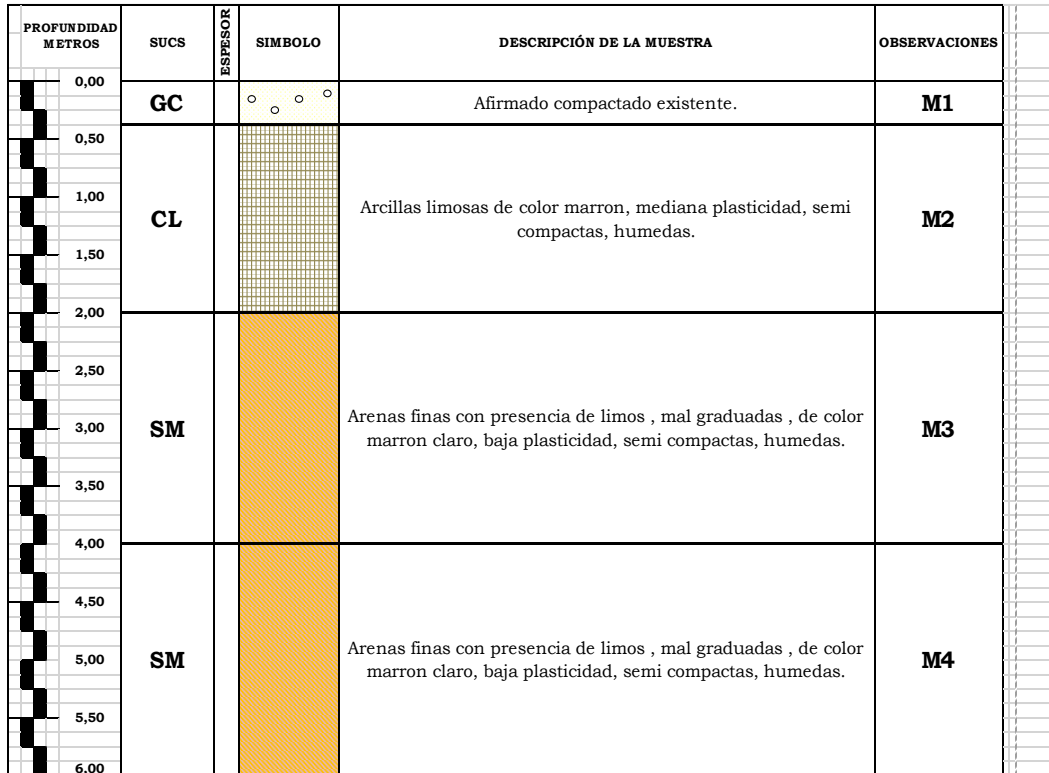 PROFUNDIDAD
METROS
SUCS
ESPESOR
SIMBOLO
DESCRIPCIÓN DE LA MUESTRA
OBSERVACIONES
0,00
GC
Afirmado compactado existente.
M1
0,50
1,00
CL
Arcillas limosas de color marron, mediana plasticidad, semi
compactas, humedas.
M2
1,50
2,00
2,50
3,00
SM
Arenas finas con presencia de limos , mal graduadas , de color
marron claro, baja plasticidad, semi compactas, humedas.
M3
3,50
4,00
4,50
5,00
SM
Arenas finas con presencia de limos , mal graduadas , de color
marron claro, baja plasticidad, semi compactas, humedas.
M4
5,50
6,00